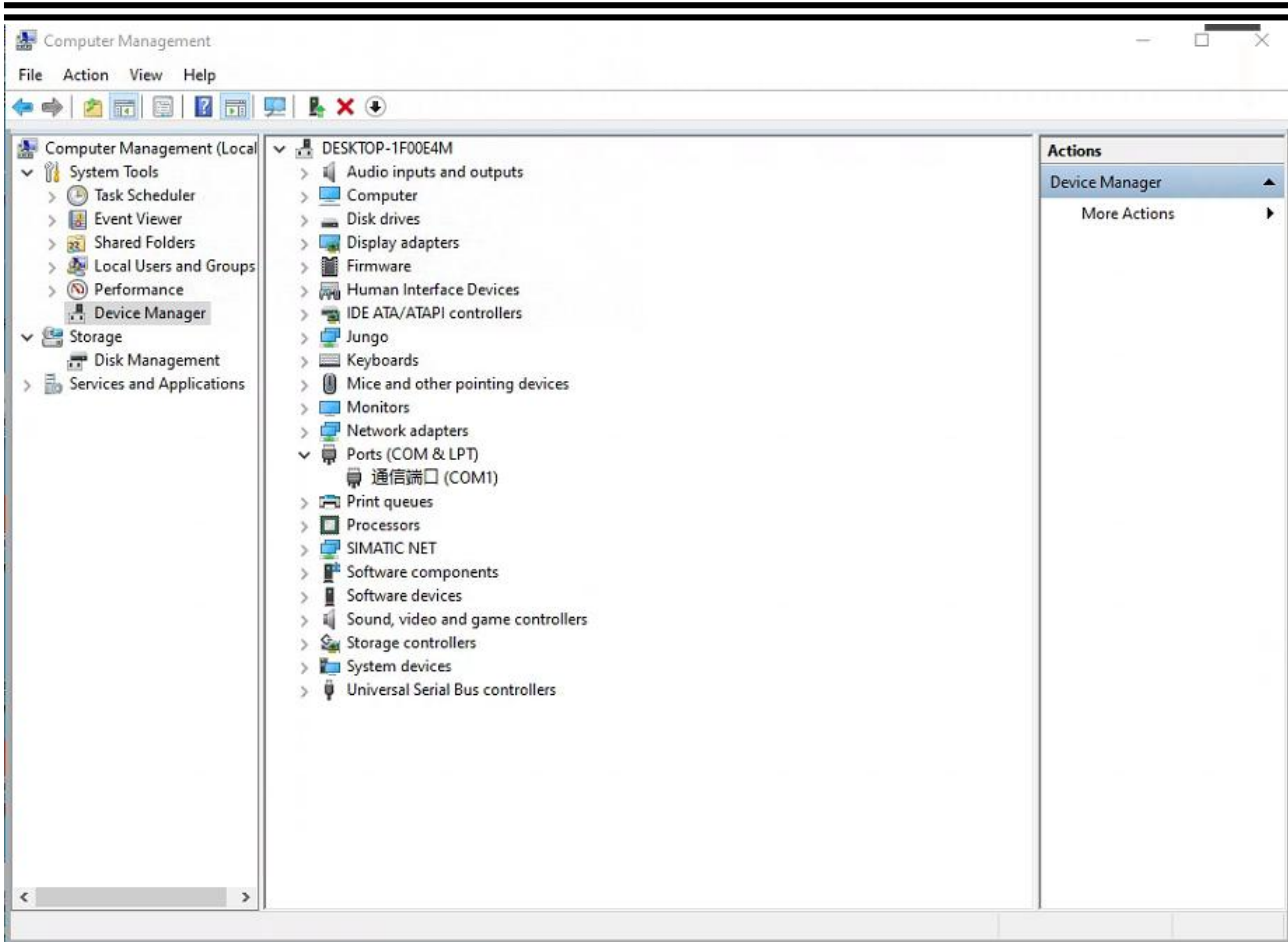 Computer Management
File Action View Help
Computer Management (Local
System Tools
Task Scheduler
Event Viewer
Shared Folders
Local Users and Groups
Performance
Device Manager
Storage
Disk Management
Services and Applications
DESKTOP-1F00E4M
Audio inputs and outputs
Computer
Disk drives
Display adapters
Firmware
Human Interface Devices
IDE ATA/ATAPI controllers
Jungo
Keyboards
Mice and other pointing devices
Monitors
Network adapters
Ports (COM & LPT)
通信端口 (COM1)
Print queues
Processors
SIMATIC NET
Software components
Software devices
Sound, video and game controllers
Storage controllers
System devices
Universal Serial Bus controllers
Actions
Device Manager
More Actions